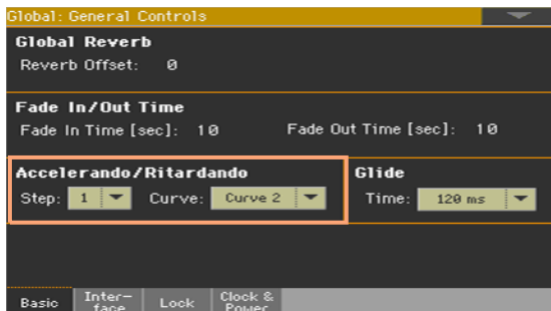 Global: General Controls
Global Reverb
Reverb Offset: 0
Fade In/Out Time
Fade In Time [sec]: 10 Fade Out Time [sec]: 10
Accelerando/Ritardando Glide
Step: 1 Curve: Curve 2 Time: 120 ms
Basic Inter- Lock Clock &
face Power